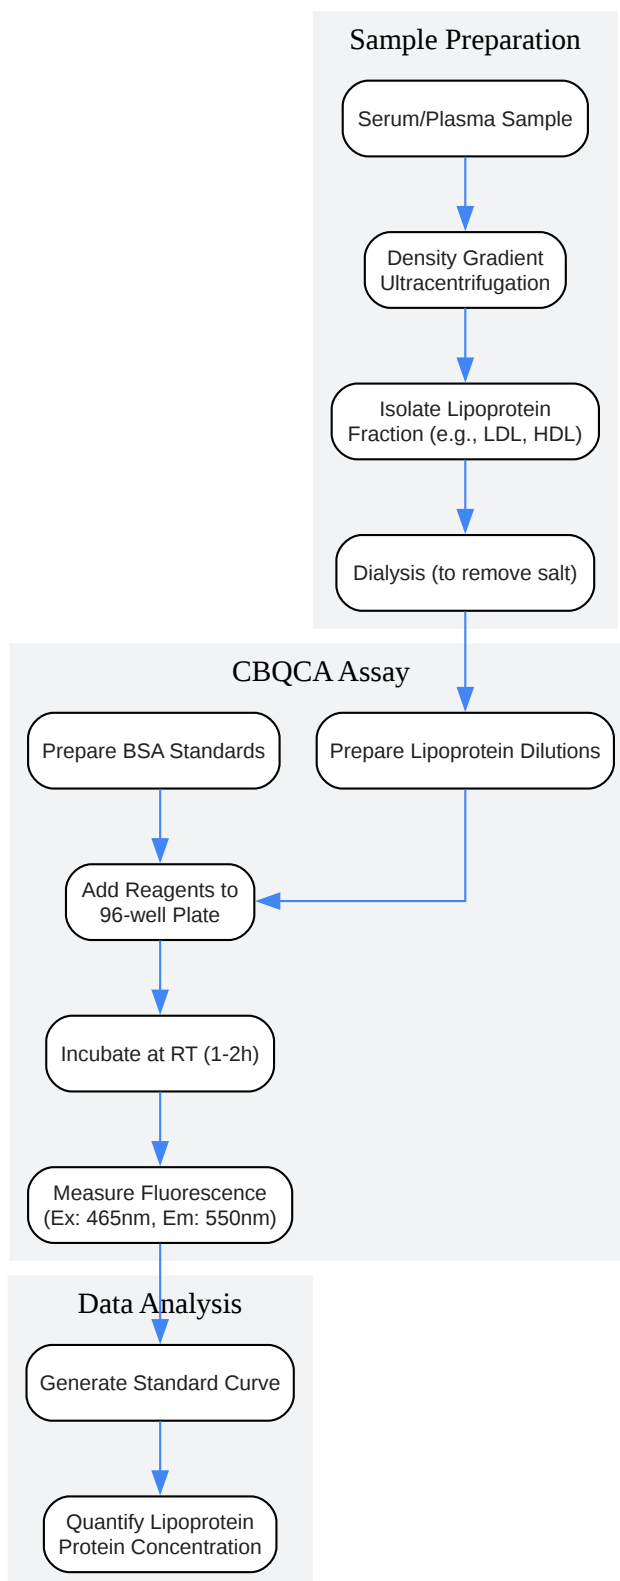 Sample Preparation
Serum/Plasma Sample
Density Gradient
Ultracentrifugation
Isolate Lipoprotein
Fraction (e.g., LDL, HDL)
Dialysis (to remove salt)
CBQCA Assay
Prepare BSA Standards
Prepare Lipoprotein Dilutions
Add Reagents to
96-well Plate
Incubate at RT (1-2h)
Measure Fluorescence
(Ex: 465nm, Em: 550nm)
Data Analysis
Generate Standard Curve
Quantify Lipoprotein
Protein Concentration